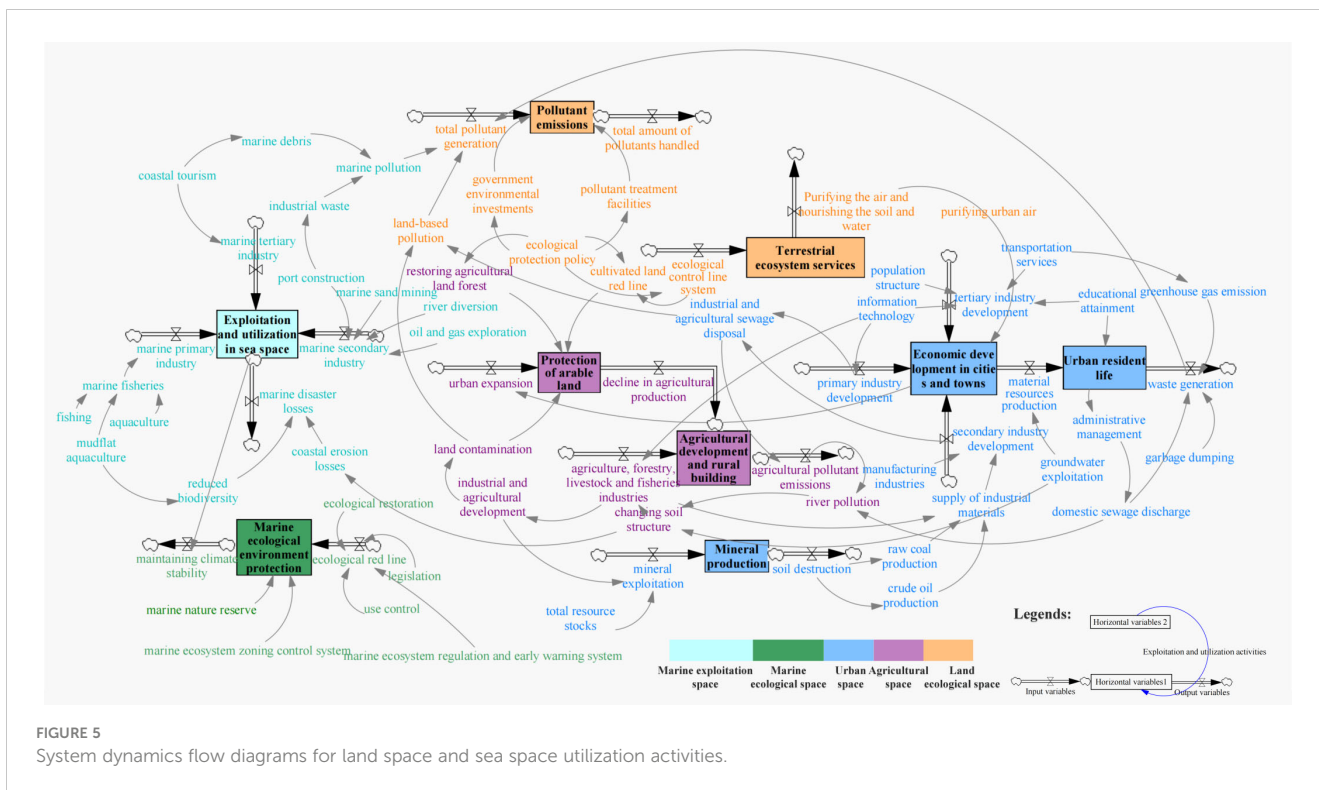 Pollutant
emissions
total pollutant
generation
total amount of
pollutants handled
marine debris
marine pollution
coastal tourism
government
environmental
investments
pollutant treatment
facilities
industrial waste
Purifying the air and
nourishing the soil and
water
purifying urban air
land-based
pollution
marine tertiary
industry
ecological
protection policy
Terrestrial
ecosystem services
transportation
services
restoring agricultural
land forest
cultivated land
red line
ecological
control line
system
port construction
population
structure
marine sand mining
river diversion
greenhouse gas emission
tertiary industry
development
educational
attainment
information
technology
industrial and
agricultural sewage
disposal
Exploitation
and utilization
in sea space
oil and gas exploration
marine primary
industry
marine secondary
industry
Protection
of arable
land
Economic deve
lopment in citie
s and towns
Urban resident
life
urban expansion
decline in agricultural
production
primary industry
development
material
resources
production
waste generation
marine fisheries
fishing
aquaculture
marine disaster
losses
administrative
management
mudflat
aquaculture
coastal erosion
losses
land contamination
Agricultural
development
and rural
building
secondary industry
development
garbage dumping
agriculture, forestry,
livestock and fisheries
industries
agricultural pollutant
emissions
manufacturing
industries
groundwater
exploitation
reduced
biodiversity
industrial and
agricultural development
river pollution
supply of industrial
materials
domestic sewage discharge
ecological restoration
changing soil
structure
Marine
ecological
environment
protection
maintaining climate
stability
ecological red line
legislation
Mineral
production
mineral
exploitation
soil destruction
raw coal
production
crude oil
production
marine nature reserve
use control
total resource
stocks
marine ecosystem zoning control system
marine ecosystem regulation and early warning system
Legends:
Horizontal variables 2
Exploitation and utilization activities
Horizontal variables1
Input variables
Output variables
Marine exploitation
space
Marine
ecological space
Urban
space
Agricultural
space
Land
ecological space
FIGURE 5
System dynamics flow diagrams for land space and sea space utilization activities.